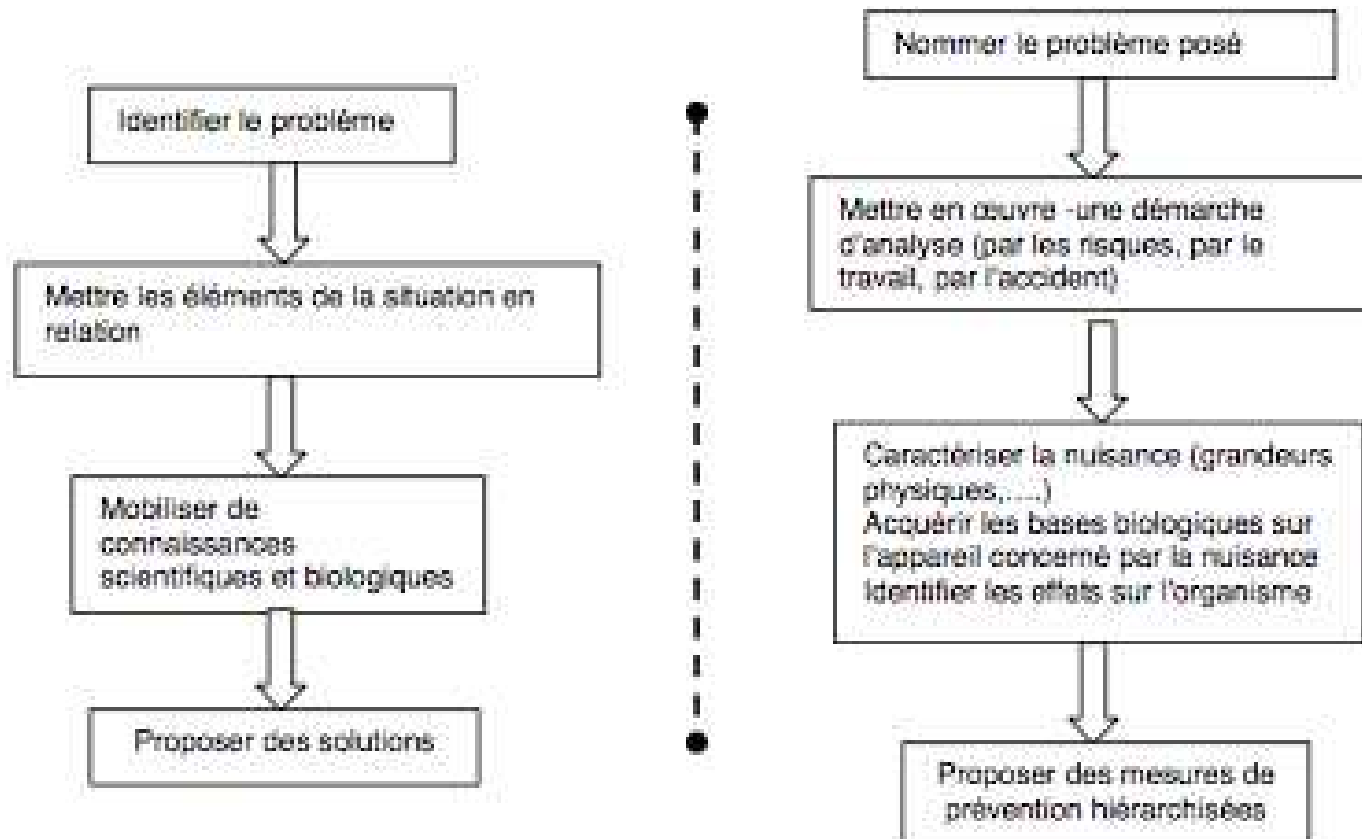 Identifier le problème
Mettre les éléments de la situation en
relation
Mobiliser de
connaissances
scientifiques et biologiques
Proposer des solutions
Nommer le problème posé
Mettre en œuvre -une démarche
d'analyse (par les risques, par le
travail, par l'accident)
Caractériser la nuisance (grandeurs
physiques,....)
Acquérir les bases biologiques sur
l'appareil concerné par la nuisance
Identifier les effets sur l'organisme
Proposer des mesures de
prévention hiérarchisées